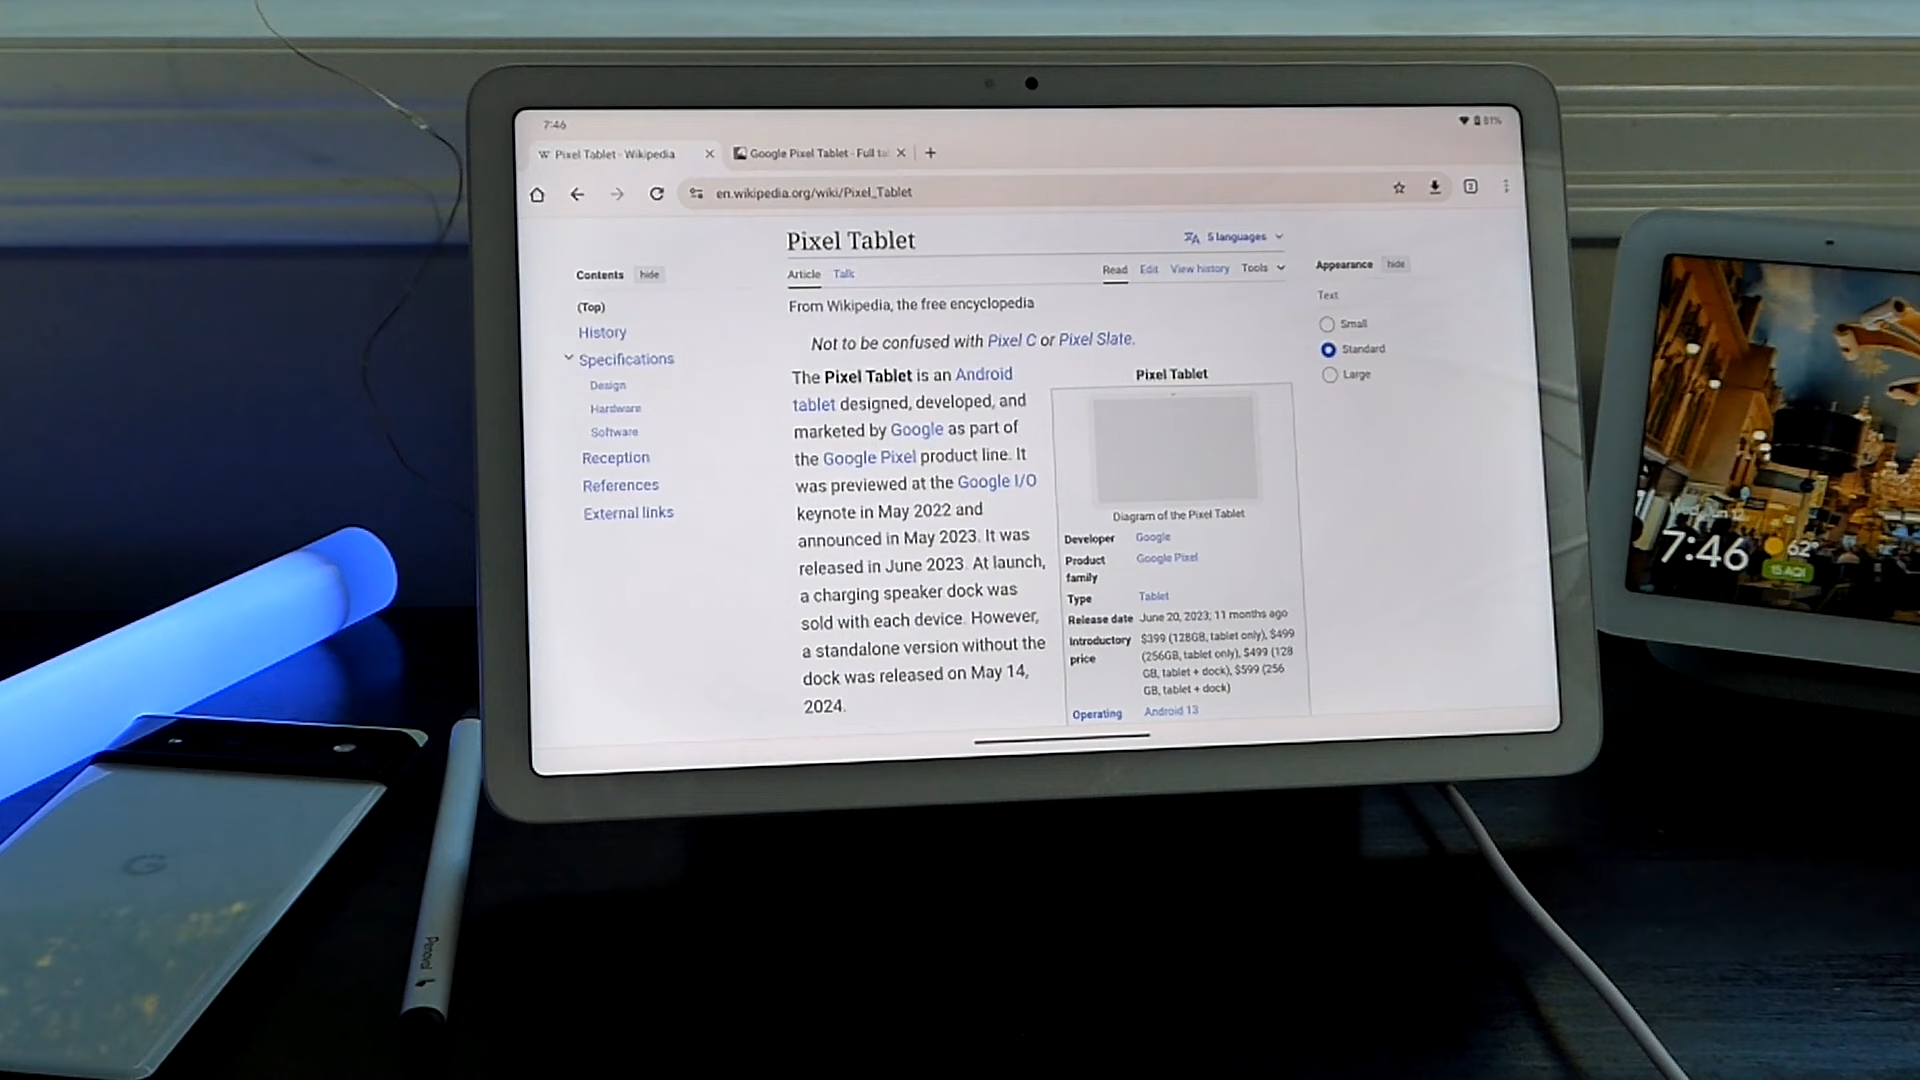 7:46
81%
Pixel Tablet - Wikipedia
Google Pixel Tablet - Full ta
en.wikipedia.org/wiki/Pixel_Tablet
2
Pixel Tablet
5 languages
Contents hide
Article Talk
Read Edit View history Tools
Appearance hide
(Top)
History
Specifications
Design
Hardware
Software
Reception
References
External links
From Wikipedia, the free encyclopedia
Not to be confused with Pixel C or Pixel Slate.
The Pixel Tablet is an Android
tablet designed, developed, and
marketed by Google as part of
the Google Pixel product line. It
was previewed at the Google I/O
keynote in May 2022 and
announced in May 2023. It was
released in June 2023. At launch,
a charging speaker dock was
sold with each device. However,
a standalone version without the
dock was released on May 14,
2024.
Pixel Tablet
Diagram of the Pixel Tablet
Developer Google
Product family Google Pixel
Type Tablet
Release date June 20, 2023; 11 months ago
Introductory price $399 (128GB, tablet only), $499
(256GB, tablet only), $499 (128
GB, tablet + dock), $599 (256
GB, tablet + dock)
Operating Android 13
Text
Small
Standard
Large
7:46
62°
15 AQI
G
Penoval